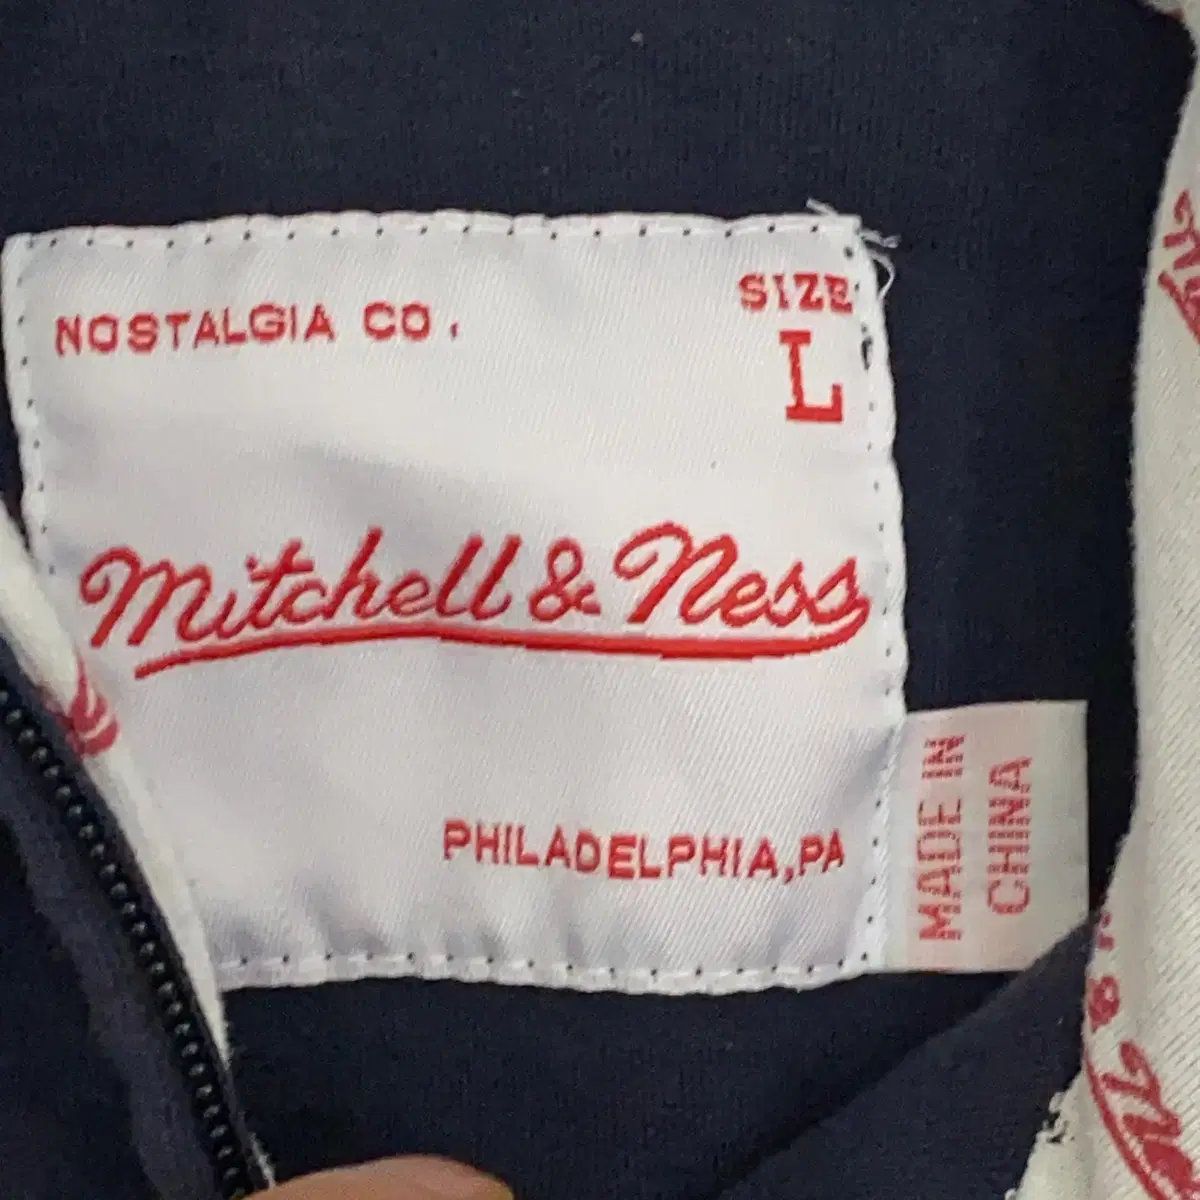 NOSTALGIA CO.
SIZE
L
Mitchell & Ness
PHILADELPHIA, PA
MADE IN
CHINA